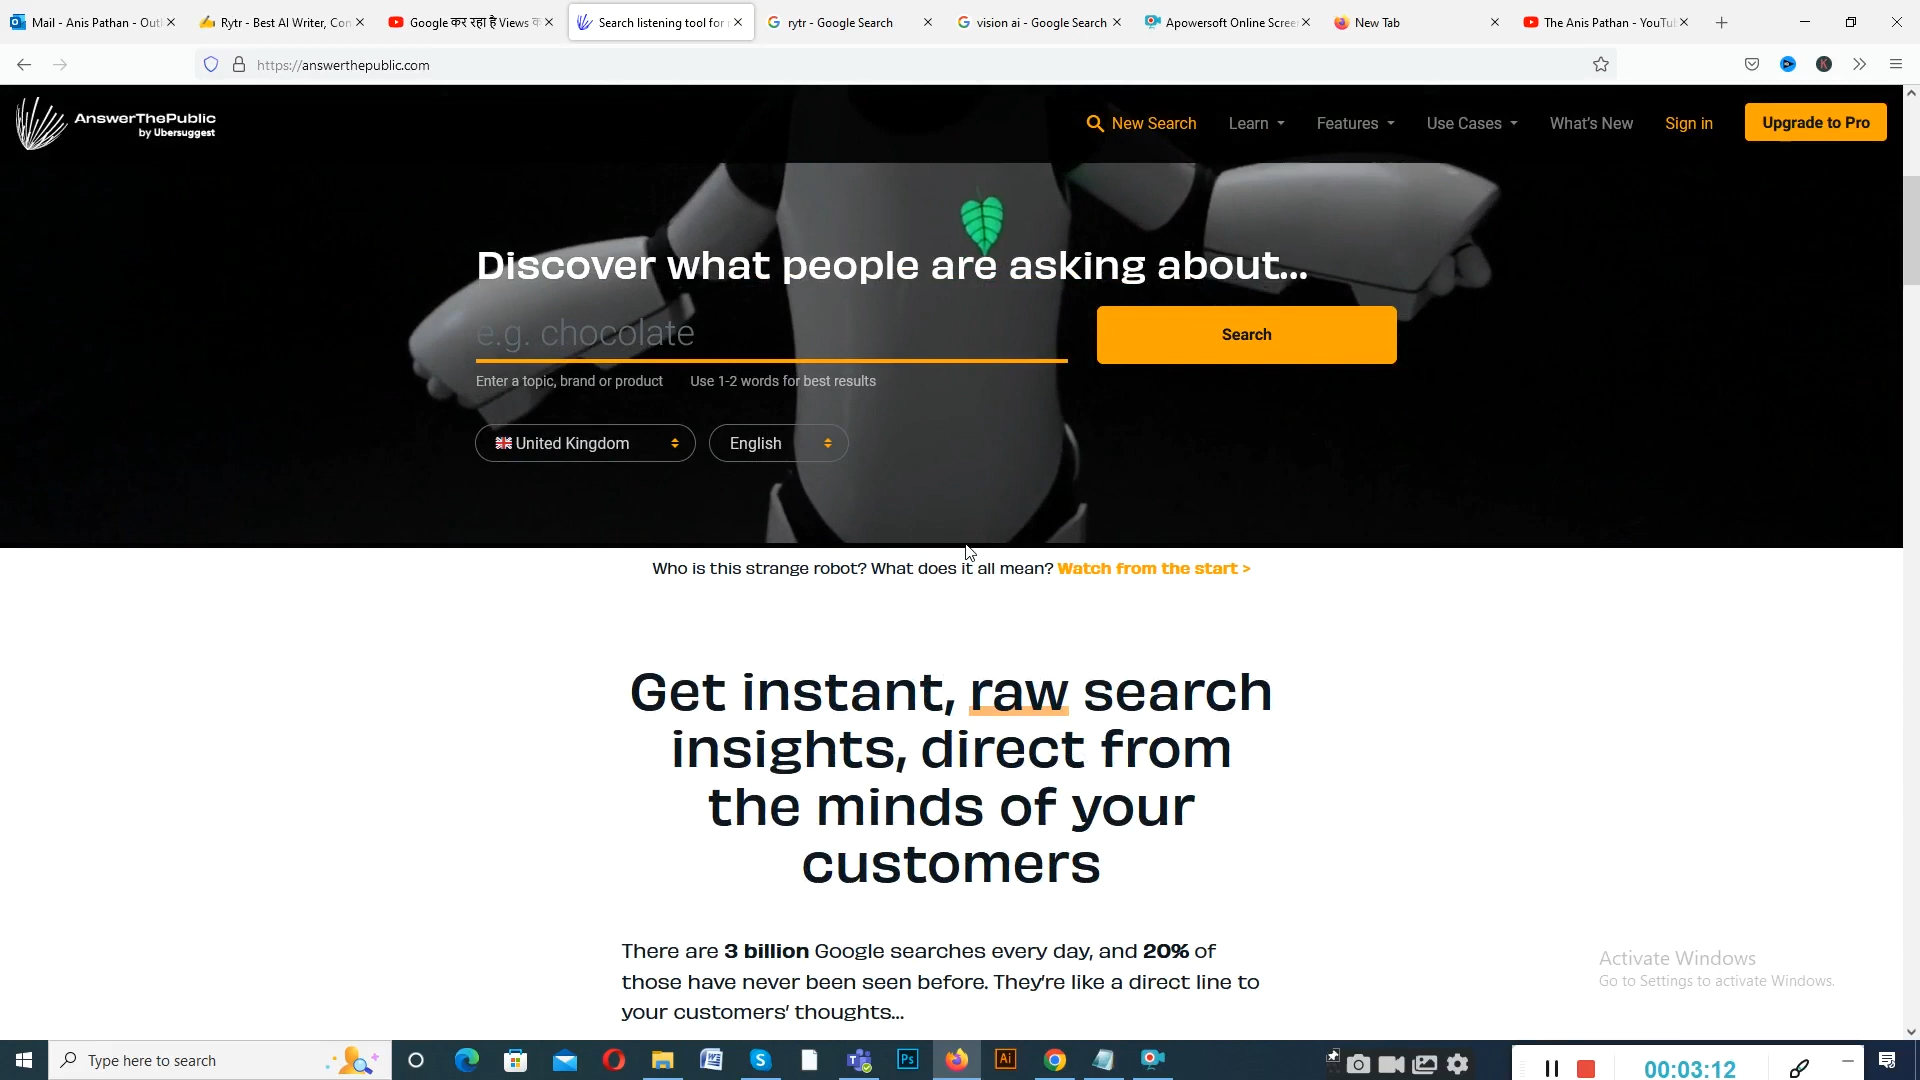 Mail - Anis Pathan - Outl
Rytr - Best AI Writer, Con
Google कर रहा है Views
Search listening tool for
rytr - Google Search
vision ai - Google Search
Apowersoft Online Scree
New Tab
The Anis Pathan - YouTu
https://answerthepublic.com
AnswerThePublic
by Ubersuggest
New Search
Learn
Features
Use Cases
What's New
Sign in
Upgrade to Pro
Discover what people are asking about...
e.g. chocolate
Search
Enter a topic, brand or product
Use 1-2 words for best results
United Kingdom
English
Who is this strange robot? What does it all mean? Watch from the start >
Get instant, raw search
insights, direct from
the minds of your
customers
There are 3 billion Google searches every day, and 20% of
those have never been seen before. They're like a direct line to
your customers' thoughts...
Activate Windows
Go to Settings to activate Windows.
Type here to search
Ps
Ai
00:03:12